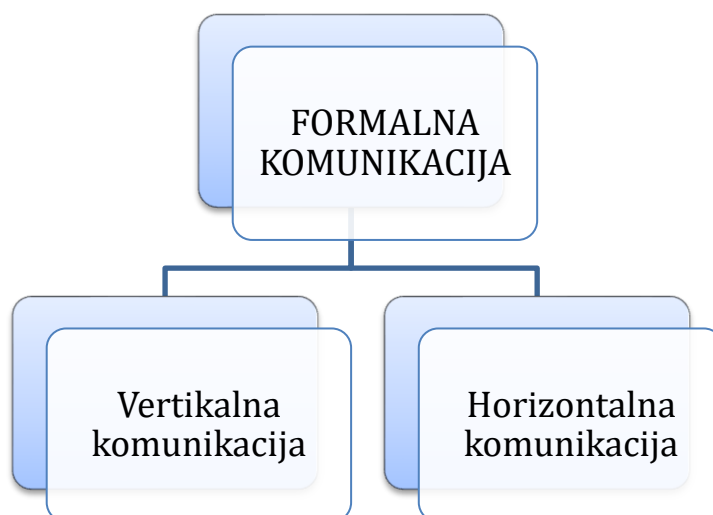 FORMALNA
KOMUNIKACIJA
Vertikalna
komunikacija
Horizontalna
komunikacija